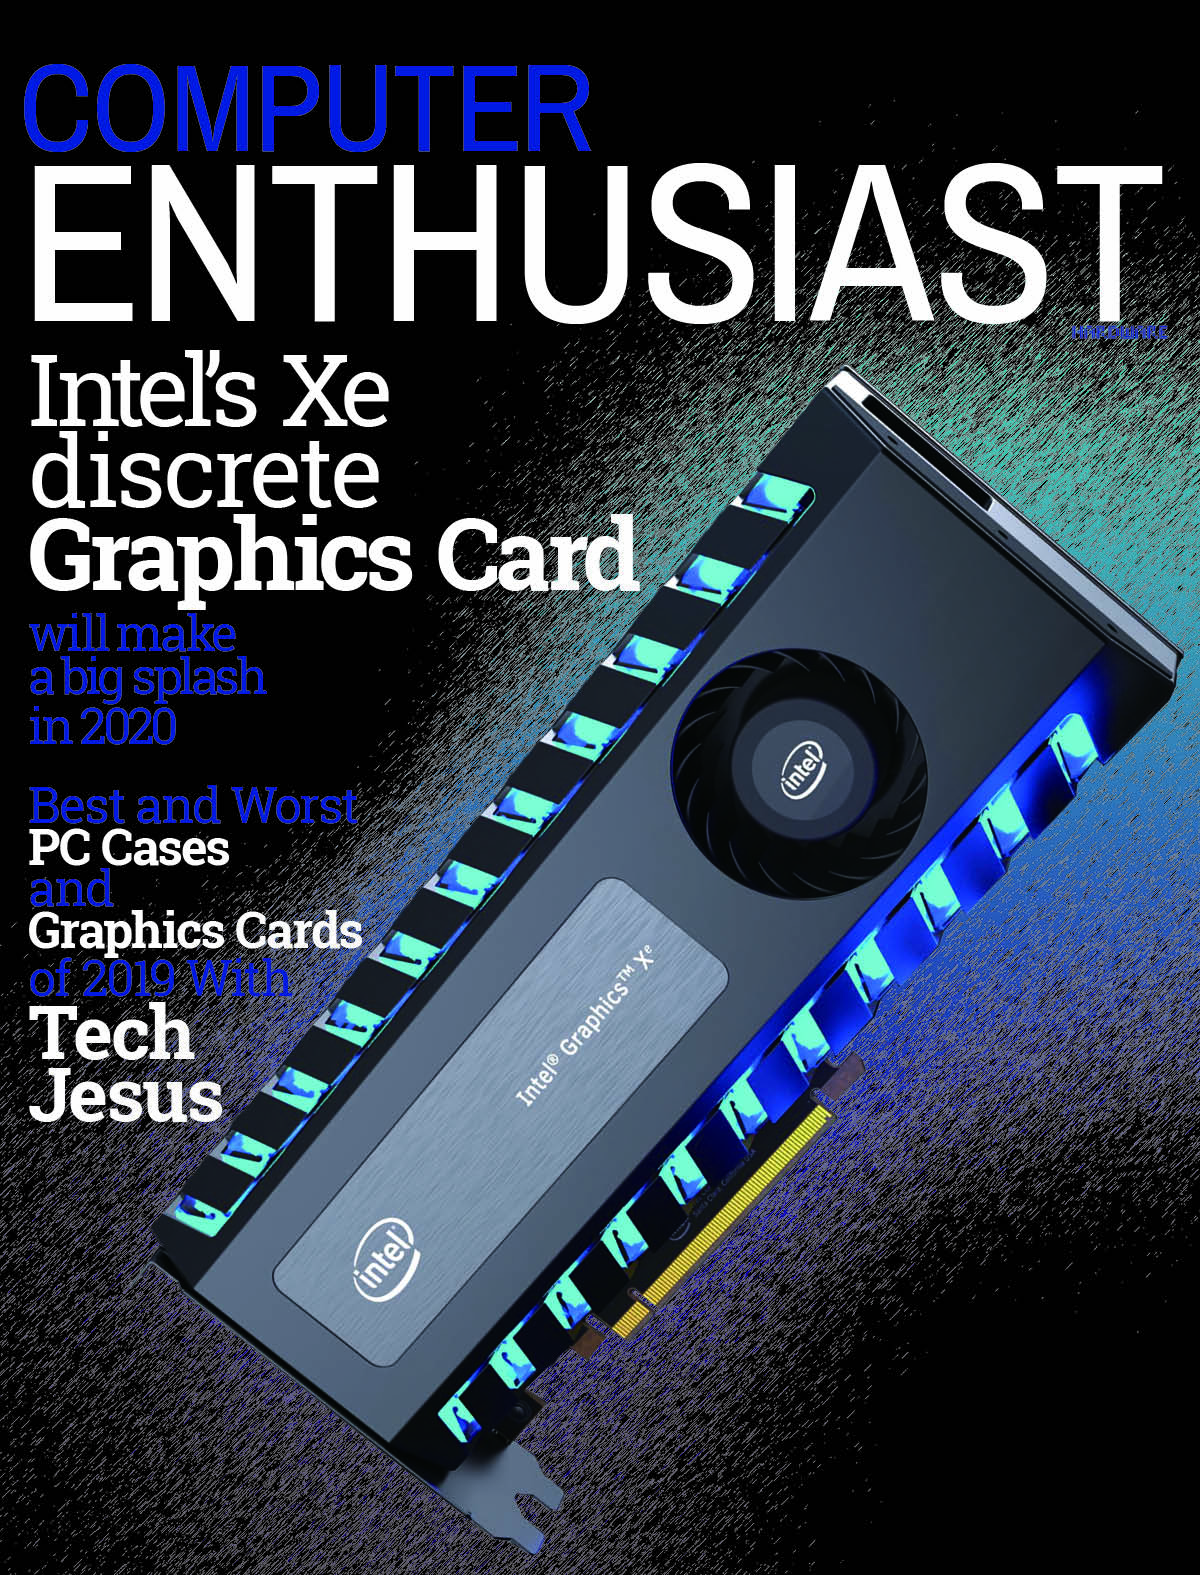 COMPUTER
ENTHUSIAST
HARDWARE
Intel's Xe
discrete
Graphics Card
will make
a big splash
in 2020
Best and Worst
PC Cases
and
Graphics Cards
of 2019 With
Tech
Jesus
intel
Intel® Graphics™ Xe
intel